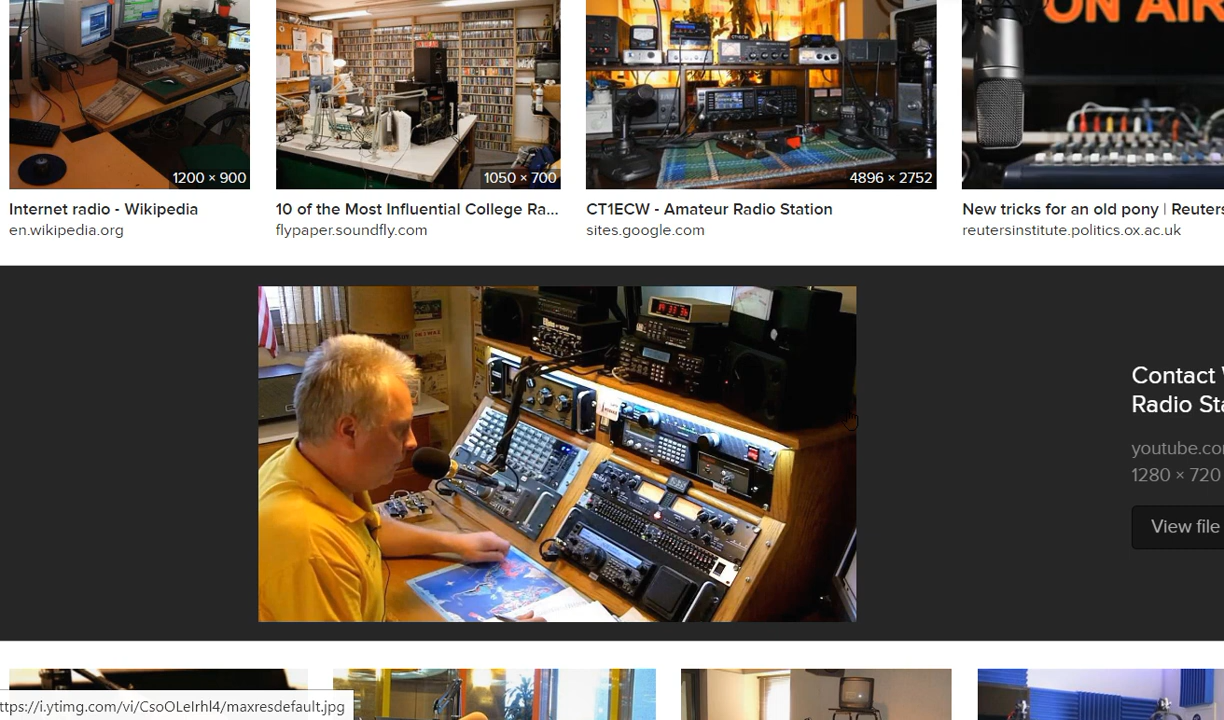 ON AIR
1200 × 900
1050 × 700
4896 × 2752
Internet radio - Wikipedia
10 of the Most Influential College Ra...
CT1ECW - Amateur Radio Station
New tricks for an old pony | Reuters
en.wikipedia.org
flypaper.soundfly.com
sites.google.com
reutersinstitute.politics.ox.ac.uk
Contact
Radio Sta
youtube.co
1280 × 720
View file
ttps://i.ytimg.com/vi/CsoOLeIrhl4/maxresdefault.jpg